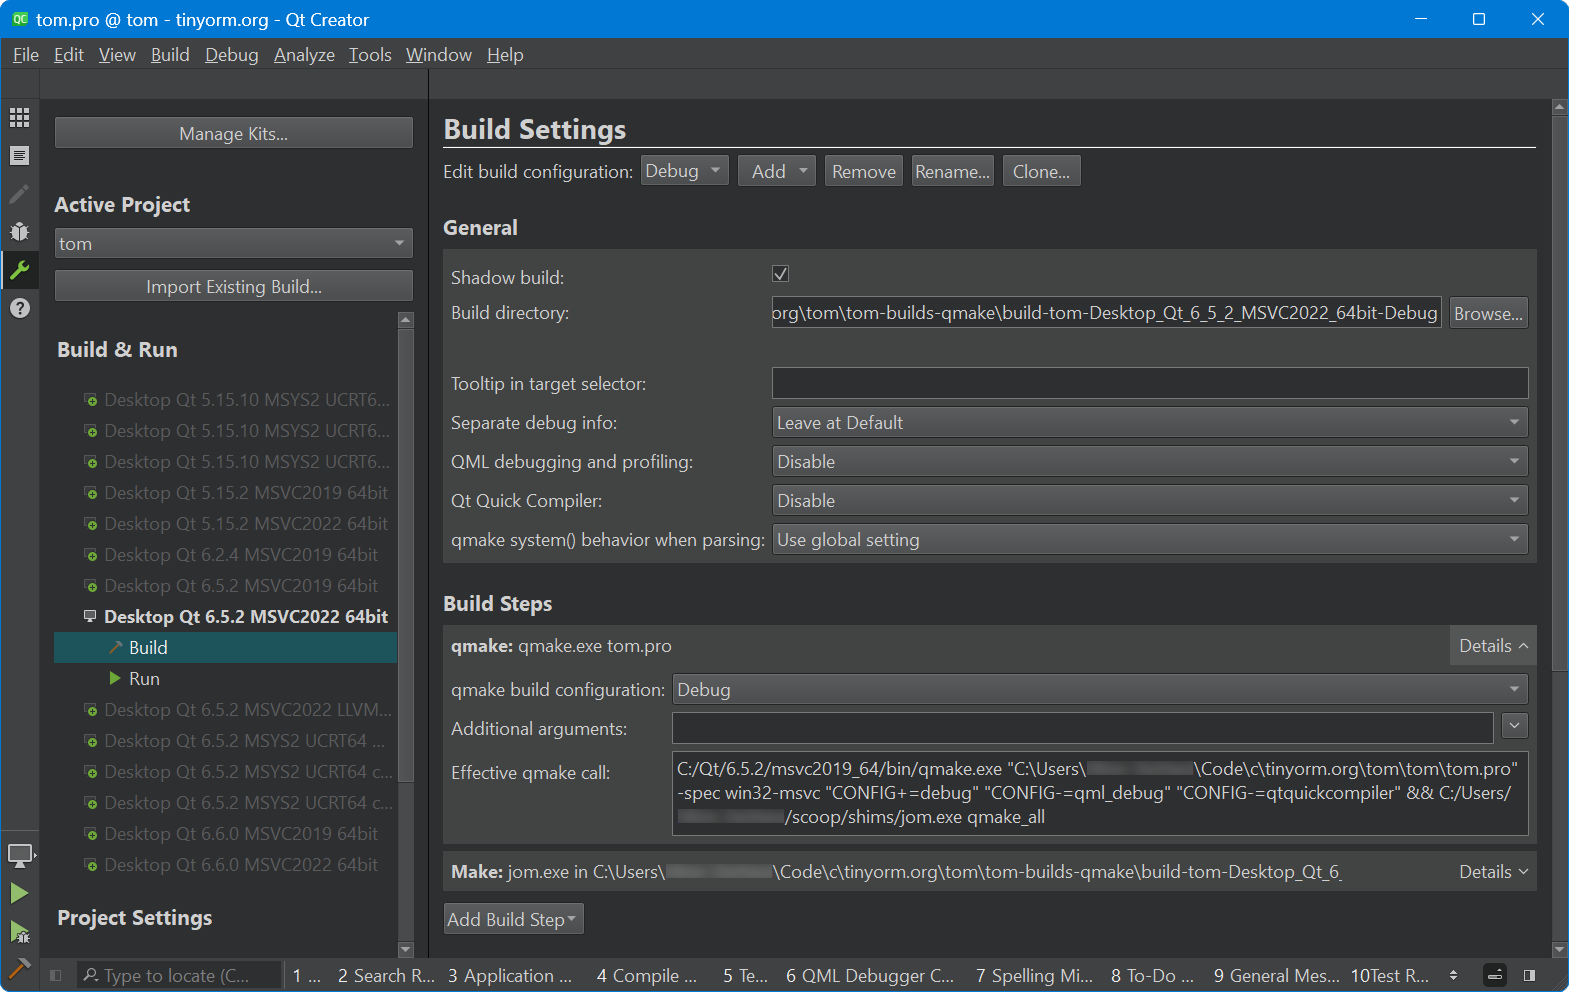 QC tom.pro @ tom - tinyorm.org - Qt Creator
File Edit View Build Debug Analyze Tools Window Help
Manage Kits...
Active Project
tom
Import Existing Build...
Build & Run
Desktop Qt 5.15.10 MSYS2 UCRT6...
Desktop Qt 5.15.10 MSYS2 UCRT6...
Desktop Qt 5.15.10 MSYS2 UCRT6...
Desktop Qt 5.15.2 MSVC2019 64bit
Desktop Qt 5.15.2 MSVC2022 64bit
Desktop Qt 6.2.4 MSVC2019 64bit
Desktop Qt 6.5.2 MSVC2019 64bit
Desktop Qt 6.5.2 MSVC2022 64bit
Build
Run
Desktop Qt 6.5.2 MSVC2022 LLVM...
Desktop Qt 6.5.2 MSYS2 UCRT64 ...
Desktop Qt 6.5.2 MSYS2 UCRT64 c...
Desktop Qt 6.5.2 MSYS2 UCRT64 c...
Desktop Qt 6.6.0 MSVC2019 64bit
Desktop Qt 6.6.0 MSVC2022 64bit
Project Settings
Build Settings
Edit build configuration: Debug Add Remove Rename... Clone...
General
Shadow build:
Build directory: org\tom\tom-builds-qmake\build-tom-Desktop_Qt_6_5_2_MSVC2022_64bit-Debug Browse...
Tooltip in target selector:
Separate debug info: Leave at Default
QML debugging and profiling: Disable
Qt Quick Compiler: Disable
qmake system() behavior when parsing: Use global setting
Build Steps
qmake: qmake.exe tom.pro Details
qmake build configuration: Debug
Additional arguments:
Effective qmake call: C:/Qt/6.5.2/msvc2019_64/bin/qmake.exe "C:\Users\ \Code\c\tinyorm.org\tom\tom\tom.pro"
-spec win32-msvc "CONFIG+=debug" "CONFIG-=qml_debug" "CONFIG-=qtquickcompiler" && C:/Users/
/scoop/shims/jom.exe qmake_all
Make: jom.exe in C:\Users\ \Code\c\tinyorm.org\tom\tom-builds-qmake\build-tom-Desktop_Qt_6_ Details
Add Build Step
Type to locate (C... 1 ... 2 Search R... 3 Application ... 4 Compile ... 5 Te... 6 QML Debugger C... 7 Spelling Mi... 8 To-Do ... 9 General Mes... 10Test R...